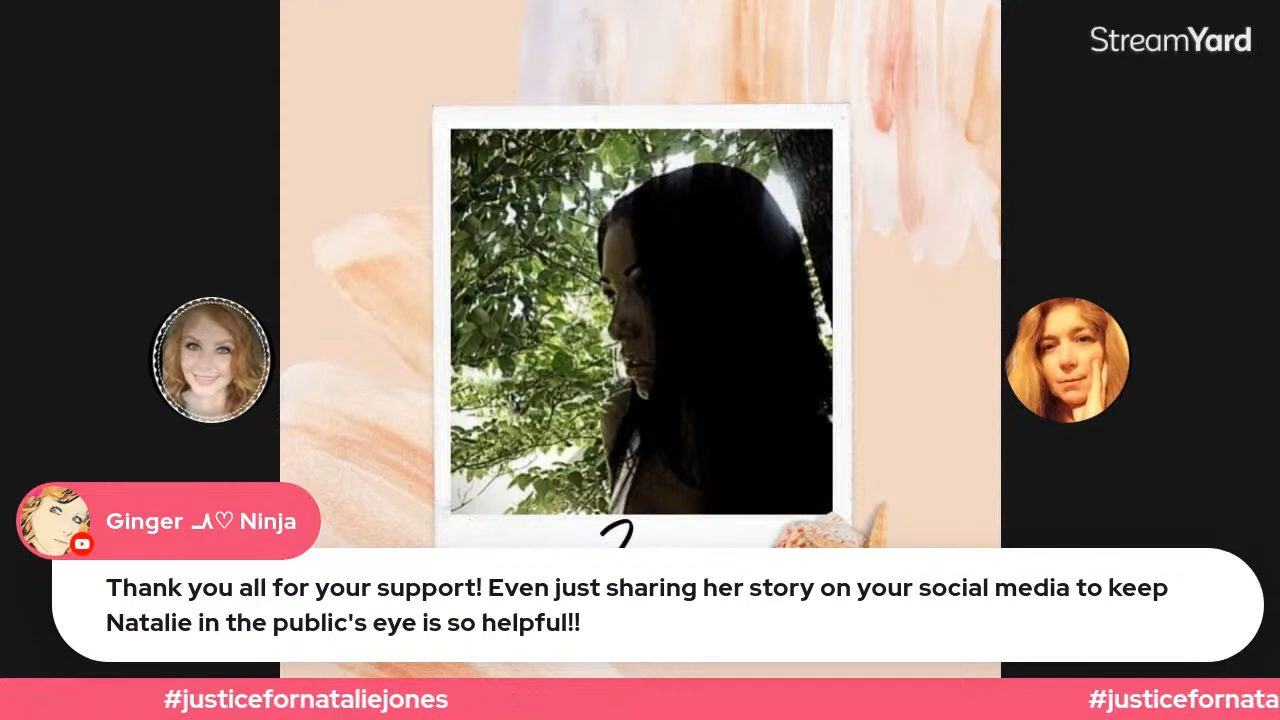 StreamYard
Ginger ᨒ♡ Ninja
Thank you all for your support! Even just sharing her story on your social media to keep
Natalie in the public's eye is so helpful!!
#justicefornataliejones
#justicefornata